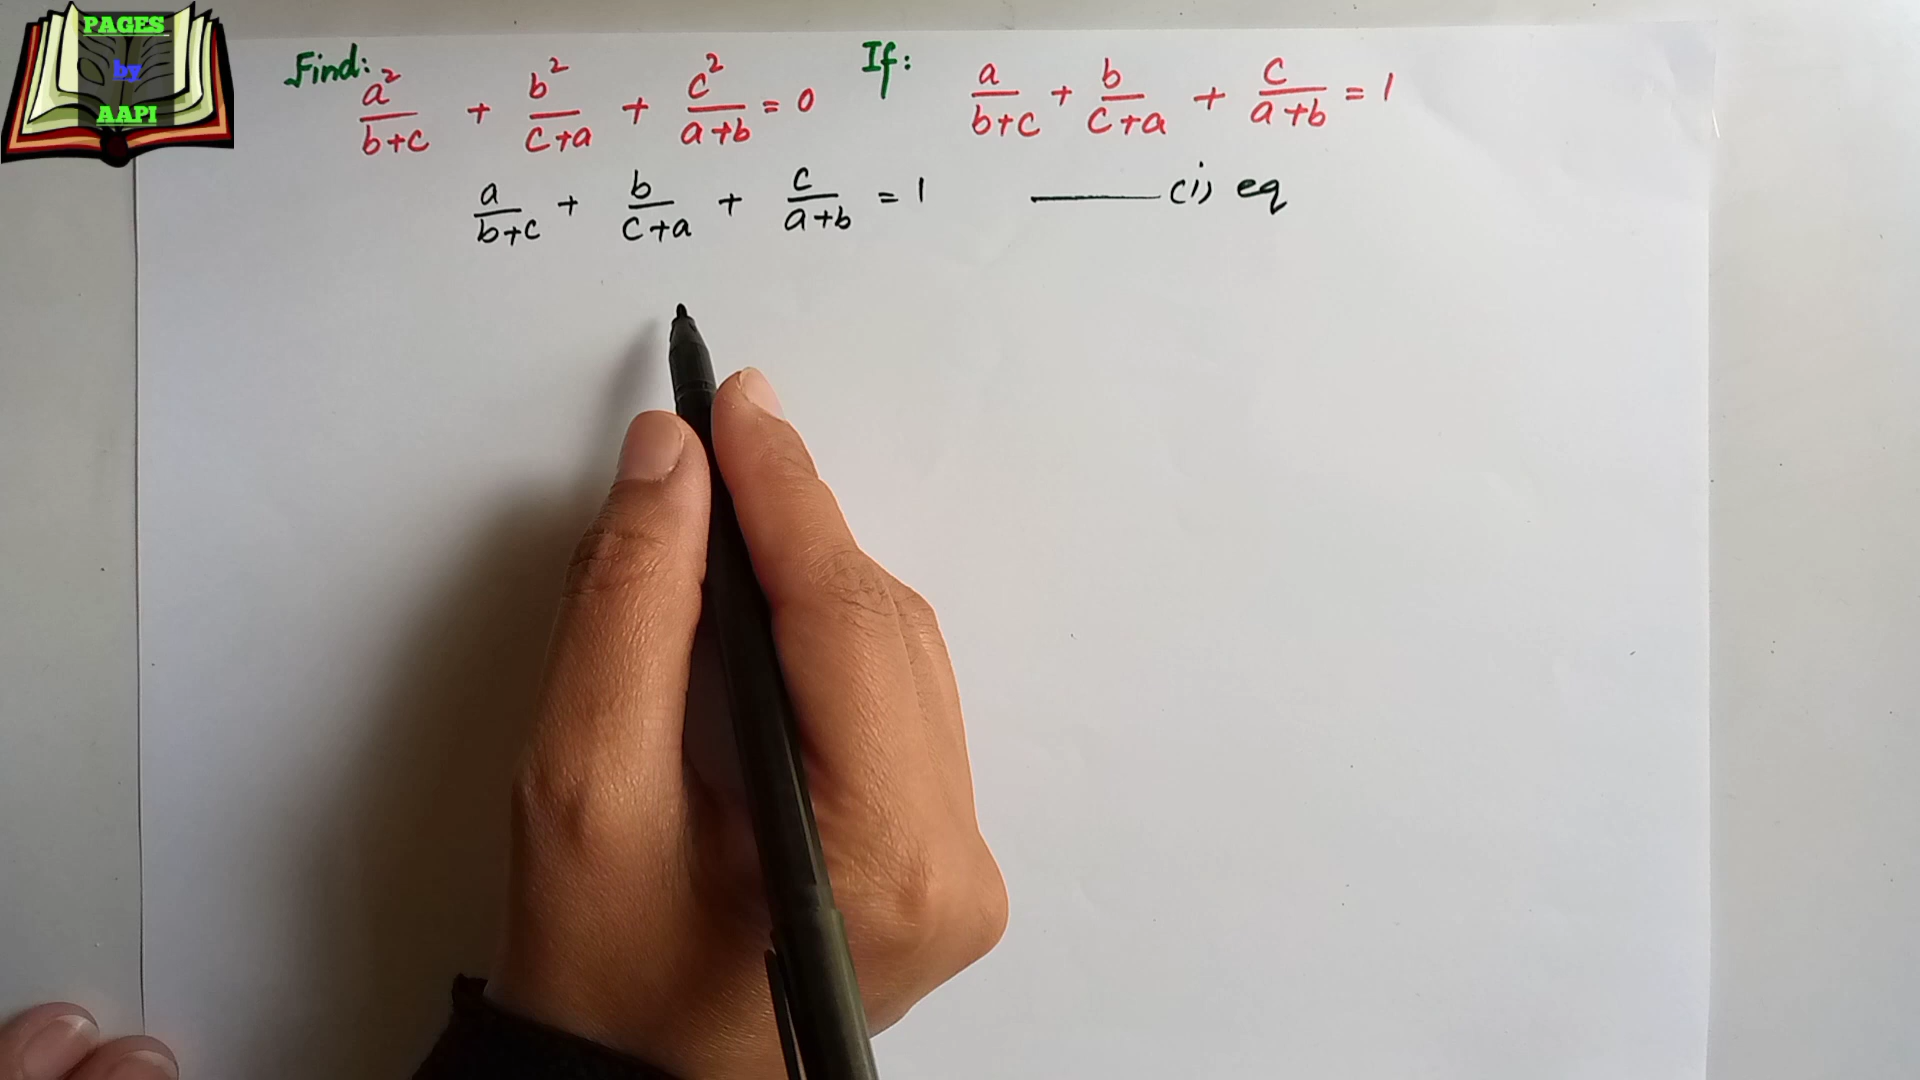 PAGES
by
AAPI
Find: a²/b+c + b²/c+a + c²/a+b = 0 If: a/b+c + b/c+a + c/a+b = 1
a/b+c + b/c+a + c/a+b = 1 ——— (i) eq